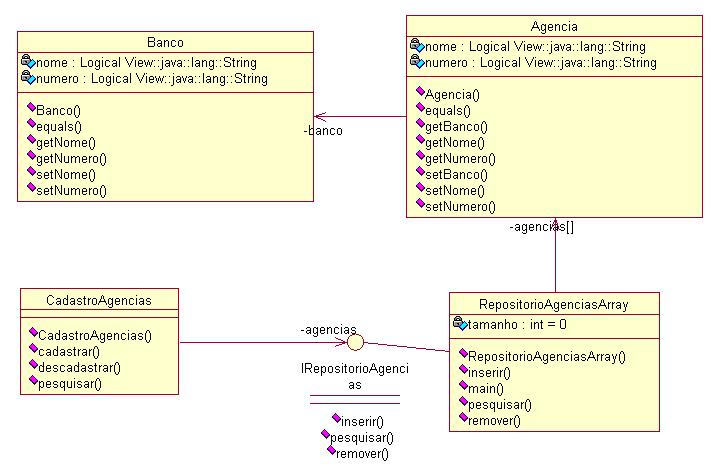 Banco
nome : Logical View::java::lang::String
numero : Logical View::java::lang::String
Banco()
equals()
getNome()
getNumero()
setNome()
setNumero()
-banco
Agencia
nome : Logical View::java::lang::String
numero : Logical View::java::lang::String
Agencia()
equals()
getBanco()
getNome()
getNumero()
setBanco()
setNome()
setNumero()
-agencias[]
CadastroAgencias
CadastroAgencias()
cadastrar()
descadastrar()
pesquisar()
-agencias
IRepositorioAgenci
as
inserir()
pesquisar()
remover()
RepositorioAgenciasArray
tamanho : int = 0
RepositorioAgenciasArray()
inserir()
main()
pesquisar()
remover()